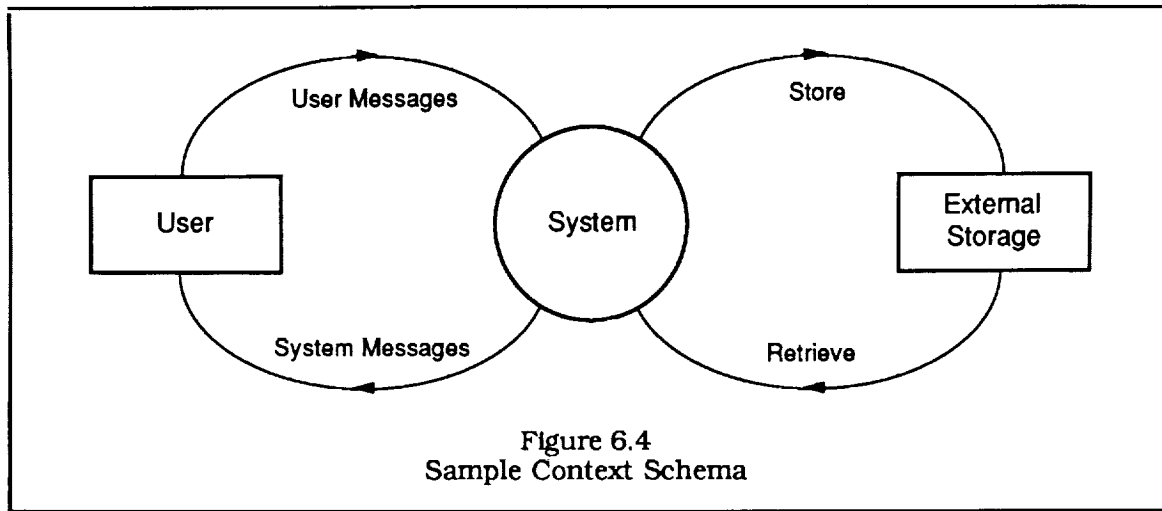 User Messages
Store
User
System
External
Storage
System Messages
Retrieve
Figure 6.4
Sample Context Schema